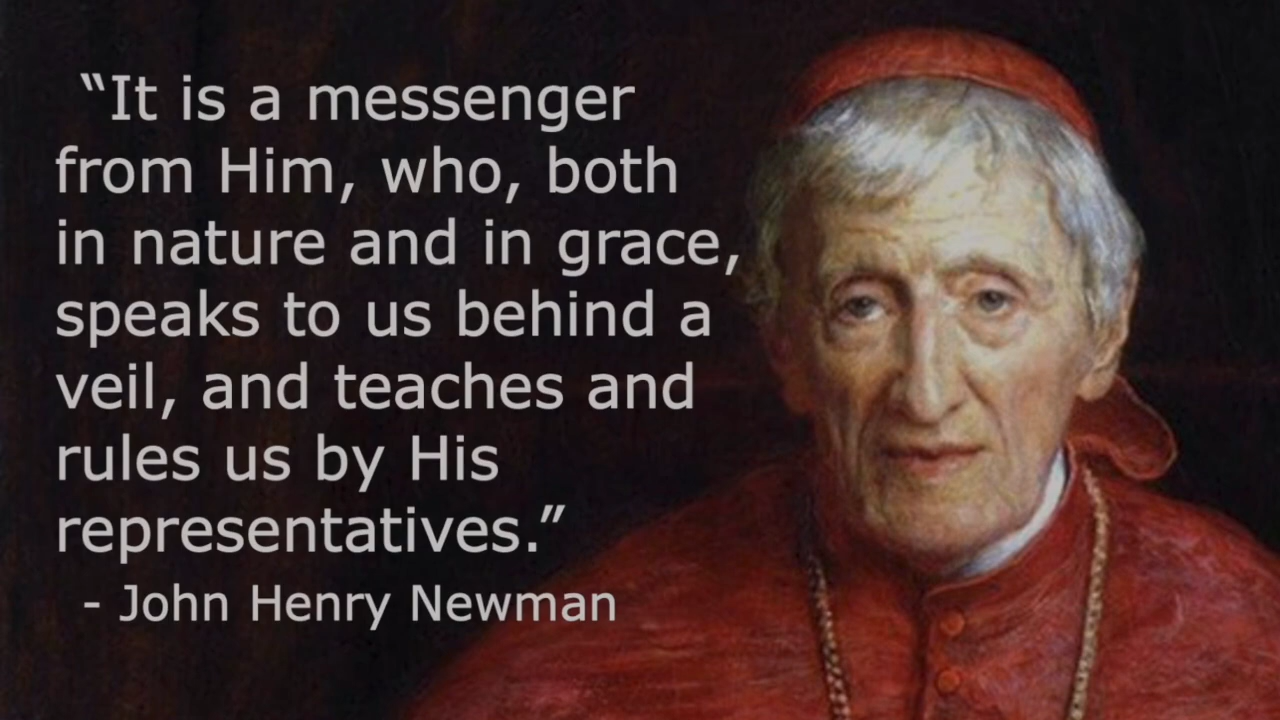 “It is a messenger
from Him, who, both
in nature and in grace,
speaks to us behind a
veil, and teaches and
rules us by His
representatives.”
- John Henry Newman